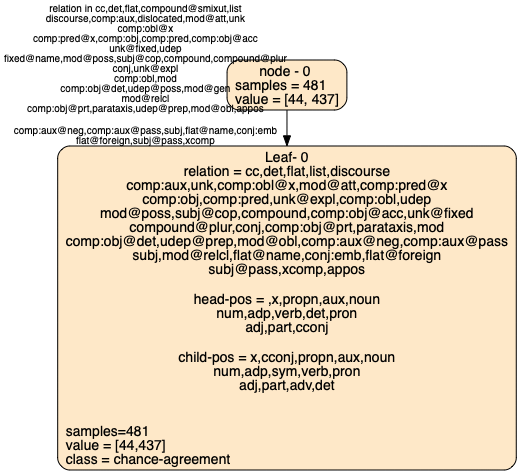 relation in cc,det,flat,compound@smixut,list
discourse,comp:aux,dislocated,mod@att,unk
comp:obl@x
comp:pred@x,comp:obj,comp:pred,comp:obj@acc
unk@fixed,udep
fixed@name,mod@poss,subj@cop,compound,compound@plur
conj,unk@expl
comp:obl,mod
comp:obj@det,udep@poss,mod@gen
mod@relcl
comp:obj@prt,parataxis,udep@prep,mod@obl,appos
comp:aux@neg,comp:aux@pass,subj,flat@name,conj:emb
flat@foreign,subj@pass,xcomp
node - 0
samples = 481
value = [44, 437]
Leaf- 0
relation = cc,det,flat,list,discourse
comp:aux,unk,comp:obl@x,mod@att,comp:pred@x
comp:obj,comp:pred,unk@expl,comp:obl,udep
mod@poss,subj@cop,compound,comp:obj@acc,unk@fixed
compound@plur,conj,comp:obj@prt,parataxis,mod
comp:obj@det,udep@prep,mod@obl,comp:aux@neg,comp:aux@pass
subj,mod@relcl,flat@name,conj:emb,flat@foreign
subj@pass,xcomp,appos
head-pos = ,x,propn,aux,noun
num,adp,verb,det,pron
adj,part,cconj
child-pos = x,cconj,propn,aux,noun
num,adp,sym,verb,pron
adj,part,adv,det
samples=481
value = [44,437]
class = chance-agreement